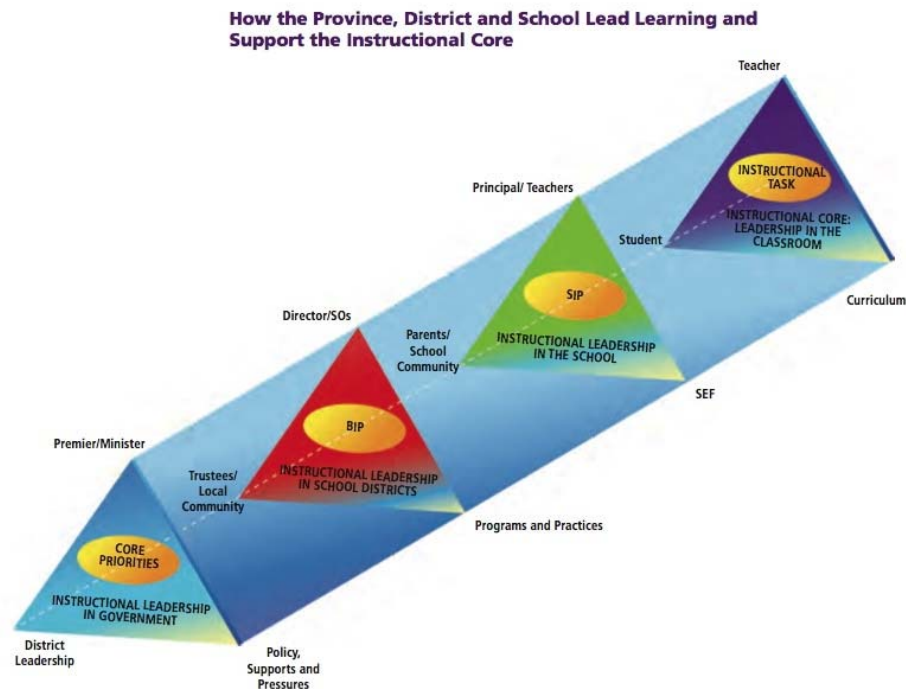 How the Province, District and School Lead Learning and
Support the Instructional Core
Teacher
INSTRUCTIONAL
TASK
INSTRUCTIONAL CORE:
LEADERSHIP IN THE
CLASSROOM
Student
Curriculum
Principal/ Teachers
SIP
INSTRUCTIONAL LEADERSHIP
IN THE SCHOOL
Parents/
School
Community
SEF
Director/SOs
BIP
INSTRUCTIONAL LEADERSHIP
IN SCHOOL DISTRICTS
Trustees/
Local
Community
Programs and Practices
Premier/Minister
CORE
PRIORITIES
INSTRUCTIONAL LEADERSHIP
IN GOVERNMENT
District
Leadership
Policy,
Supports and
Pressures